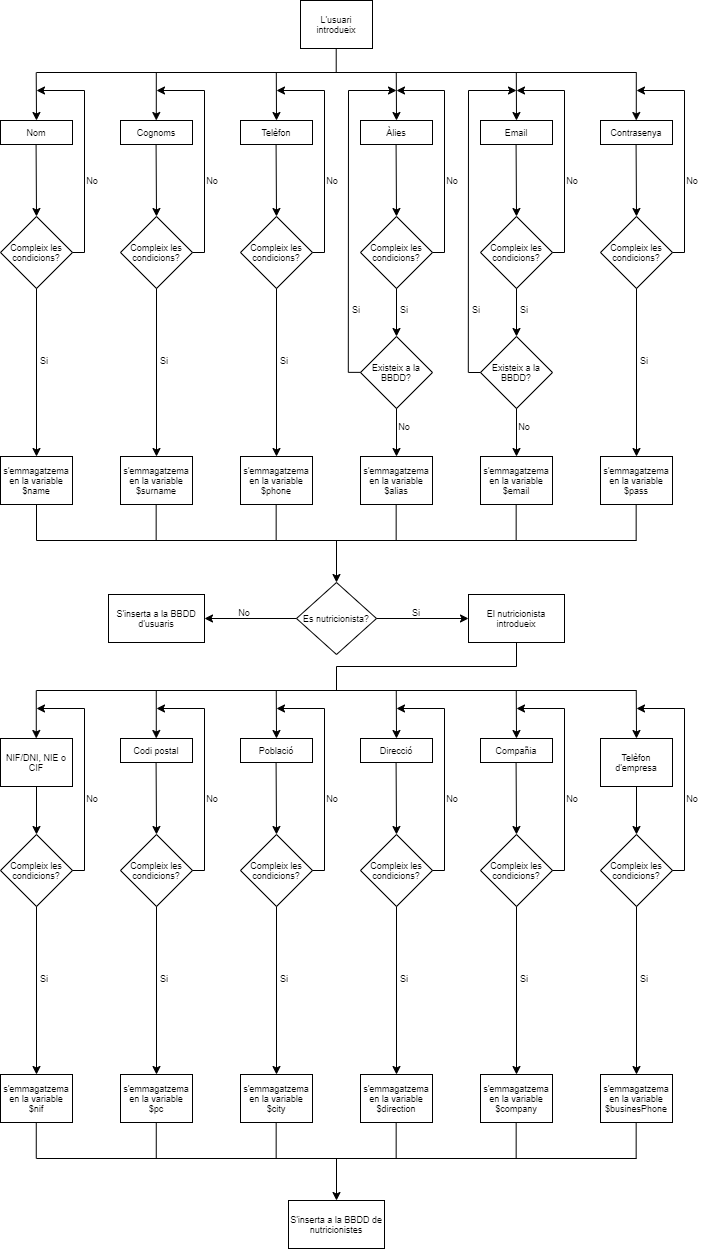 L'usuari
introdueix
Nom
Cognoms
Telèfon
Àlies
Email
Contrasenya
No
No
No
No
No
No
Compleix les
condicions?
Compleix les
condicions?
Compleix les
condicions?
Compleix les
condicions?
Compleix les
condicions?
Compleix les
condicions?
Si
Si
Si
Si
Si
Si
Si
Si
Existeix a la
BBDD?
Existeix a la
BBDD?
No
No
s'emmagatzema
en la variable
$name
s'emmagatzema
en la variable
$surname
s'emmagatzema
en la variable
$phone
s'emmagatzema
en la variable
$alias
s'emmagatzema
en la variable
$email
s'emmagatzema
en la variable
$pass
S'inserta a la BBDD
d'usuaris
No
Es nutricionista?
Si
El nutricionista
introdueix
NIF/DNI, NIE o
CIF
Codi postal
Població
Direcció
Compañia
Telèfon
d'empresa
No
No
No
No
No
No
Compleix les
condicions?
Compleix les
condicions?
Compleix les
condicions?
Compleix les
condicions?
Compleix les
condicions?
Compleix les
condicions?
Si
Si
Si
Si
Si
Si
s'emmagatzema
en la variable
$nif
s'emmagatzema
en la variable
$pc
s'emmagatzema
en la variable
$city
s'emmagatzema
en la variable
$direction
s'emmagatzema
en la variable
$company
s'emmagatzema
en la variable
$businesPhone
S'inserta a la BBDD de
nutricionistes